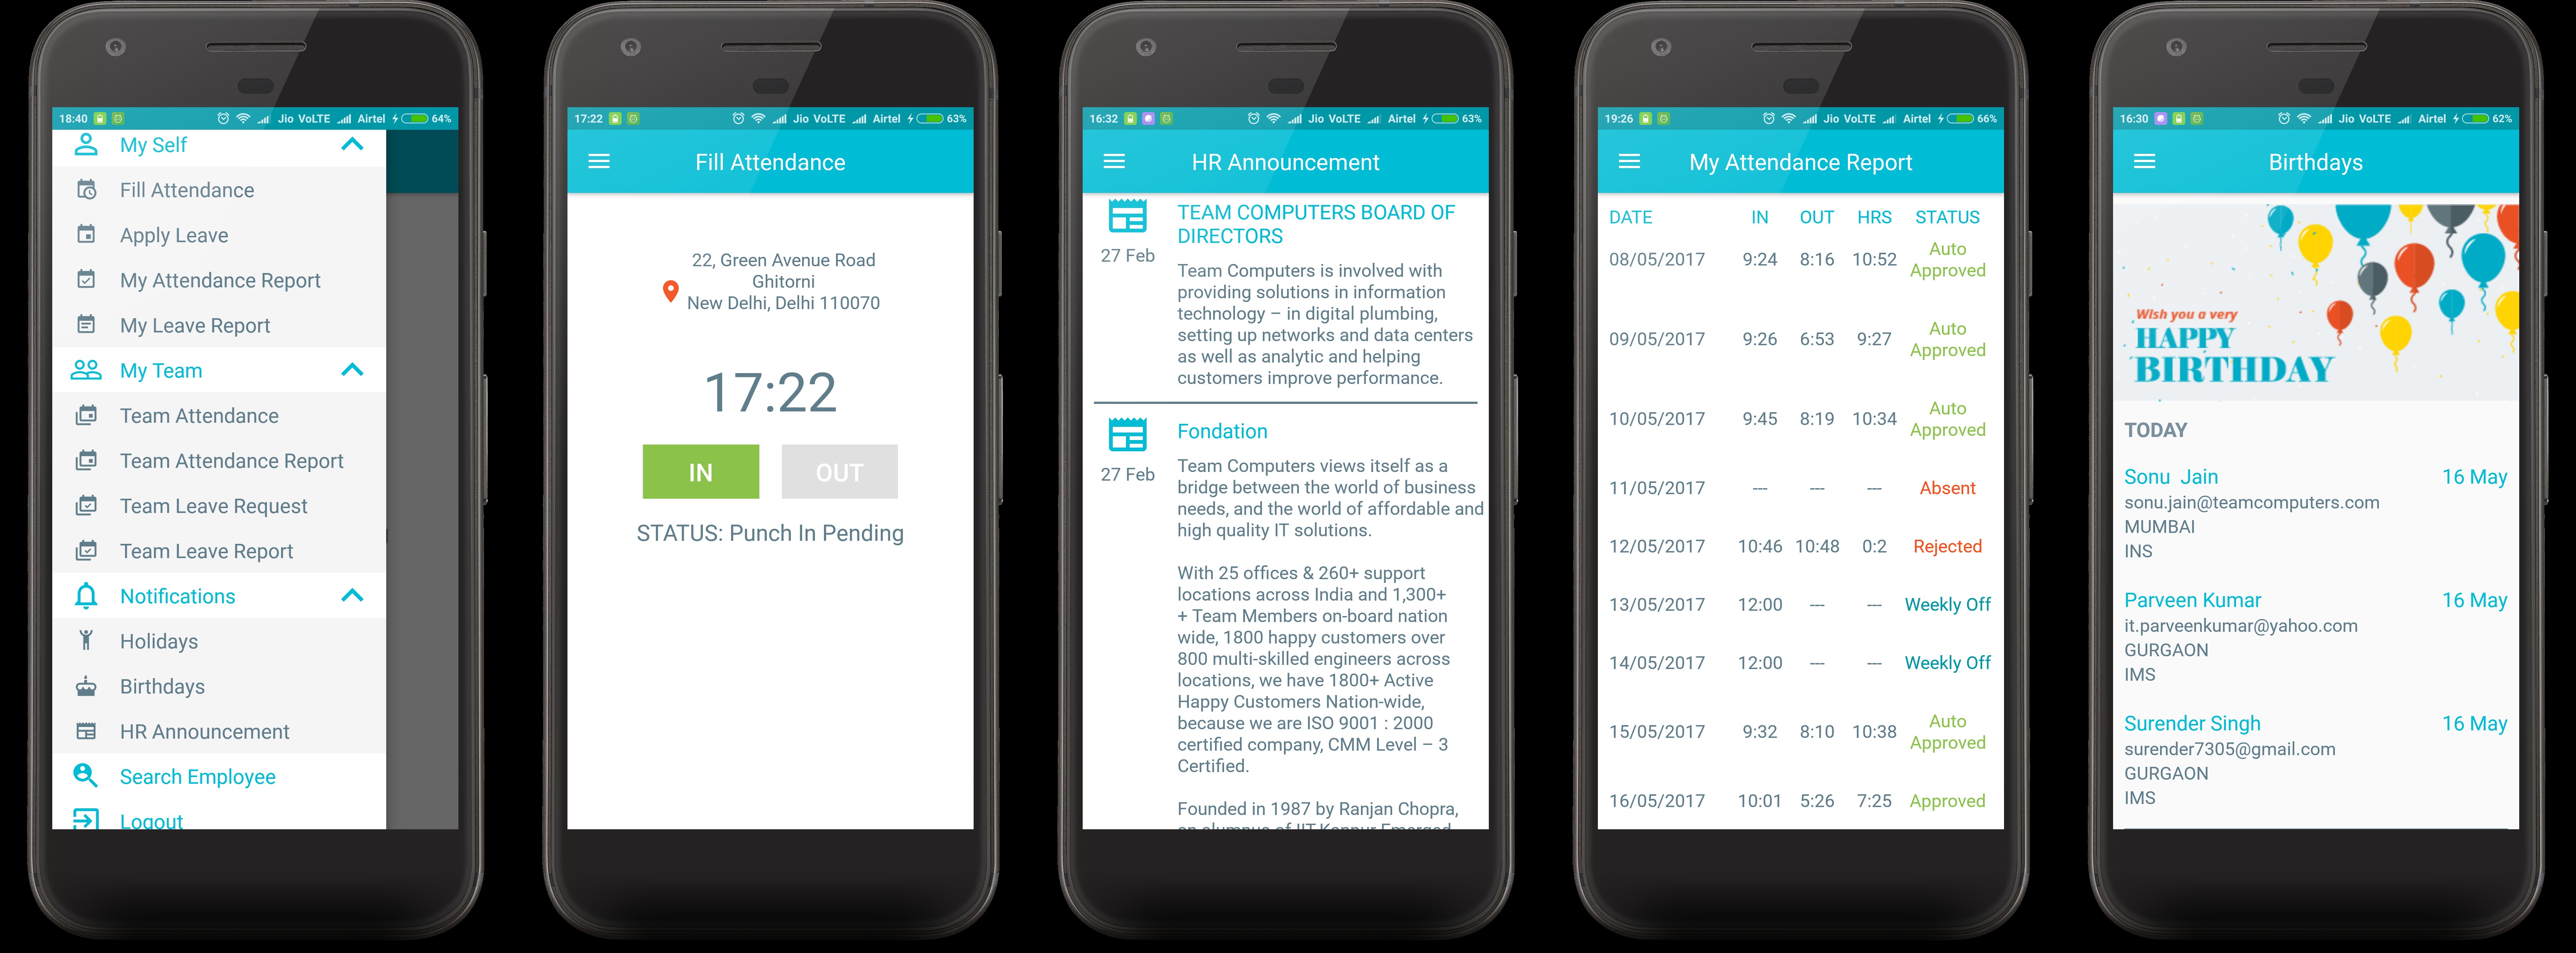 18:40 Jio VoLTE Airtel 64%
My Self
Fill Attendance
Apply Leave
My Attendance Report
My Leave Report
My Team
Team Attendance
Team Attendance Report
Team Leave Request
Team Leave Report
Notifications
Holidays
Birthdays
HR Announcement
Search Employee
Logout
17:22 Jio VoLTE Airtel 63%
Fill Attendance
22, Green Avenue Road
Ghitorni
New Delhi, Delhi 110070
17:22
IN OUT
STATUS: Punch In Pending
16:32 Jio VoLTE Airtel 63%
HR Announcement
TEAM COMPUTERS BOARD OF
DIRECTORS
27 Feb
Team Computers is involved with
providing solutions in information
technology – in digital plumbing,
setting up networks and data centers
as well as analytic and helping
customers improve performance.
Fondation
27 Feb
Team Computers views itself as a
bridge between the world of business
needs, and the world of affordable and
high quality IT solutions.
With 25 offices & 260+ support
locations across India and 1,300+
+ Team Members on-board nation
wide, 1800 happy customers over
800 multi-skilled engineers across
locations, we have 1800+ Active
Happy Customers Nation-wide,
because we are ISO 9001 : 2000
certified company, CMM Level – 3
Certified.
Founded in 1987 by Ranjan Chopra,
an alumnus of IIT Kanpur Emerged
19:26 Jio VoLTE Airtel 66%
My Attendance Report
DATE IN OUT HRS STATUS
08/05/2017 9:24 8:16 10:52 Auto Approved
09/05/2017 9:26 6:53 9:27 Auto Approved
10/05/2017 9:45 8:19 10:34 Auto Approved
11/05/2017 --- --- --- Absent
12/05/2017 10:46 10:48 0:2 Rejected
13/05/2017 12:00 --- --- Weekly Off
14/05/2017 12:00 --- --- Weekly Off
15/05/2017 9:32 8:10 10:38 Auto Approved
16/05/2017 10:01 5:26 7:25 Approved
16:30 Jio VoLTE Airtel 62%
Birthdays
Wish you a very
HAPPY
BIRTHDAY
TODAY
Sonu Jain 16 May
sonu.jain@teamcomputers.com
MUMBAI
INS
Parveen Kumar 16 May
it.parveenkumar@yahoo.com
GURGAON
IMS
Surender Singh 16 May
surender7305@gmail.com
GURGAON
IMS